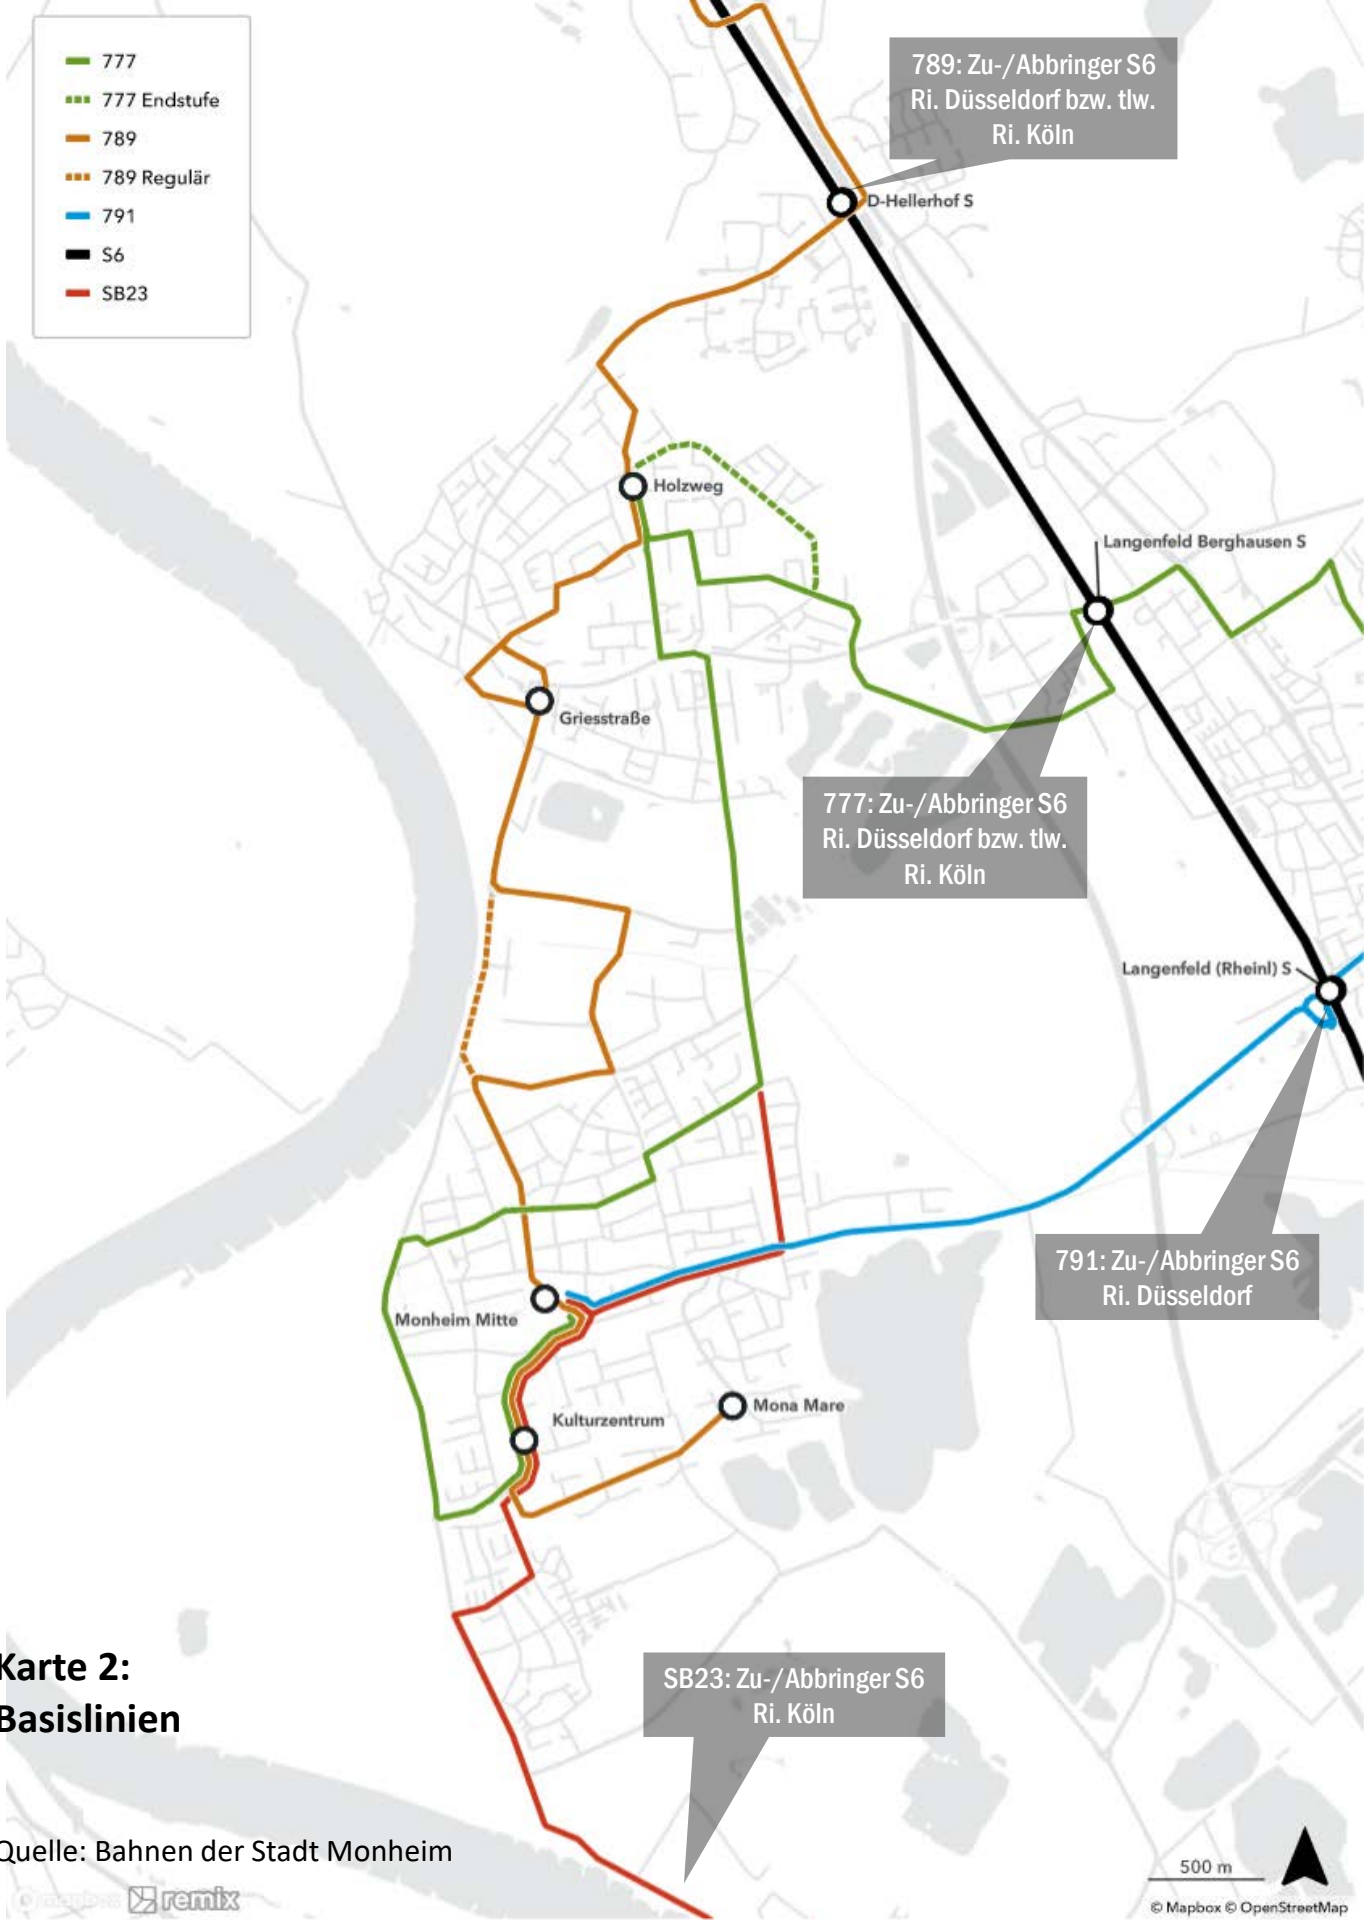 777
777 Endstufe
789
789 Regulär
791
S6
SB23
789: Zu-/Abbringer S6
Ri. Düsseldorf bzw. tlw.
Ri. Köln
D-Hellerhof S
Holzweg
Langenfeld Berghausen S
Griesstraße
777: Zu-/Abbringer S6
Ri. Düsseldorf bzw. tlw.
Ri. Köln
Langenfeld (Rheinl) S
791: Zu-/Abbringer S6
Ri. Düsseldorf
Monheim Mitte
Mona Mare
Kulturzentrum
Karte 2:
Basislinien
SB23: Zu-/Abbringer S6
Ri. Köln
Quelle: Bahnen der Stadt Monheim
mapbox remix
500 m
© Mapbox © OpenStreetMap